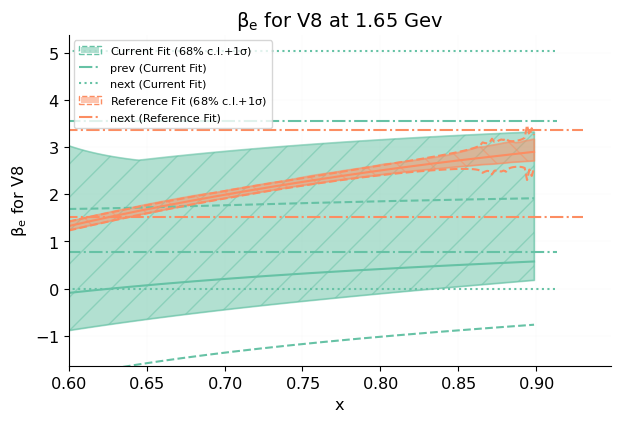 βe for V8 at 1.65 Gev
Current Fit (68% c.l.+1σ)
prev (Current Fit)
next (Current Fit)
Reference Fit (68% c.l.+1σ)
next (Reference Fit)
βe for V8
5
4
3
2
1
0
−1
0.60 0.65 0.70 0.75 0.80 0.85 0.90
x